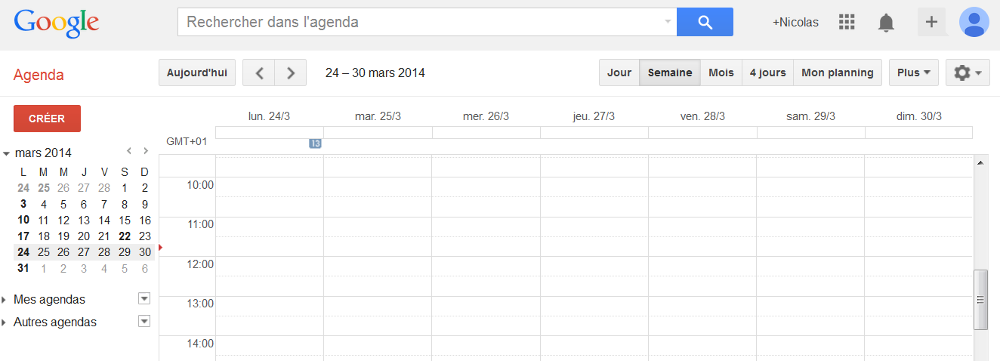 Google
Rechercher dans l'agenda
+Nicolas
Agenda
Aujourd'hui
24 – 30 mars 2014
Jour Semaine Mois 4 jours Mon planning
Plus
CRÉER
mars 2014
L M M J V S D
24 25 26 27 28 1 2
3 4 5 6 7 8 9
10 11 12 13 14 15 16
17 18 19 20 21 22 23
24 25 26 27 28 29 30
31 1 2 3 4 5 6
Mes agendas
Autres agendas
lun. 24/3 mar. 25/3 mer. 26/3 jeu. 27/3 ven. 28/3 sam. 29/3 dim. 30/3
GMT+01
13
10:00
11:00
12:00
13:00
14:00